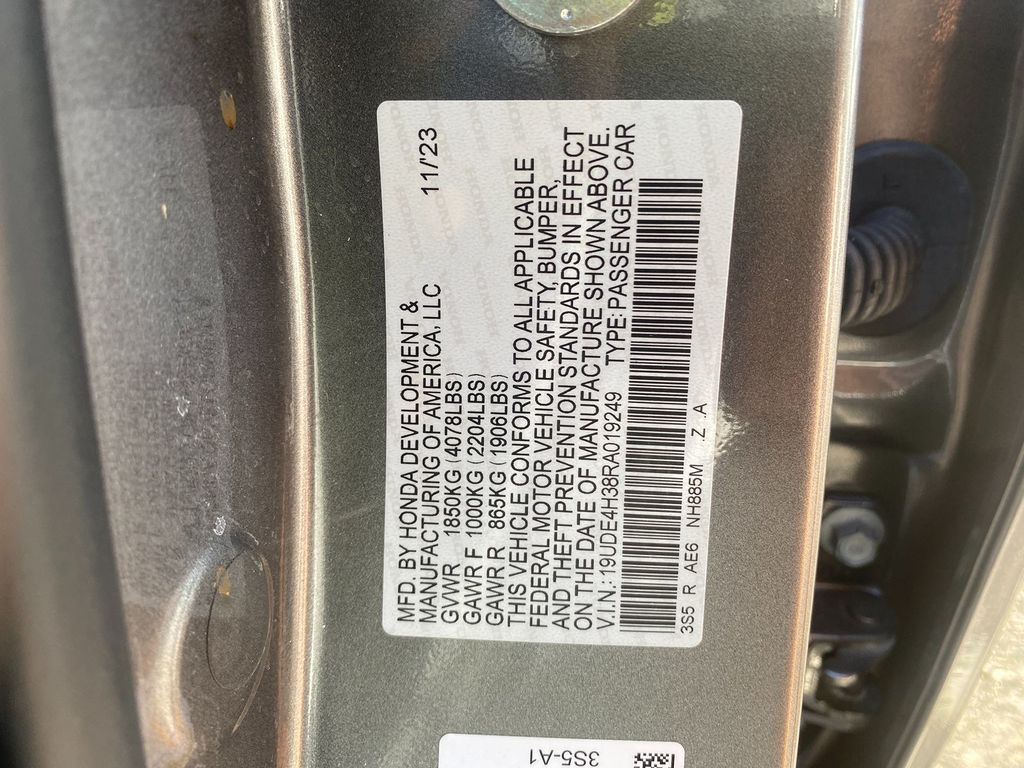 MFD. BY HONDA DEVELOPMENT &
MANUFACTURING OF AMERICA, LLC 11/'23
GVWR 1850KG (4078LBS)
GAWR F 1000KG (2204LBS)
GAWR R 865KG (1906LBS)
THIS VEHICLE CONFORMS TO ALL APPLICABLE
FEDERAL MOTOR VEHICLE SAFETY, BUMPER,
AND THEFT PREVENTION STANDARDS IN EFFECT
ON THE DATE OF MANUFACTURE SHOWN ABOVE.
V.I.N.:19UDE4H38RA019249 TYPE:PASSENGER CAR
3S5 R AE6 NH885M .Z .A
3S5-A1